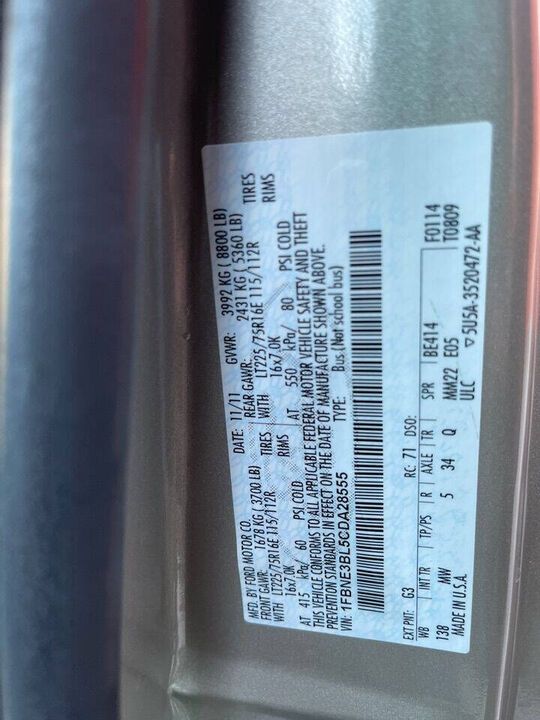 MFD. BY FORD MOTOR CO. DATE: 11/11 GVWR: 3992 KG ( 8800 LB)
FRONT GAWR: 1678 KG (3700 LB) REAR GAWR: 2431 KG ( 5360 LB)
WITH LT225/75R16E 115/112R TIRES WITH LT225/75R16E 115/112R TIRES
16x7.0K RIMS 16x7.0K RIMS
AT 415 kPa/ 60 PSI COLD AT 550 kPa/ 80 PSI COLD
THIS VEHICLE CONFORMS TO ALL APPLICABLE FEDERAL MOTOR VEHICLE SAFETY AND THEFT
PREVENTION STANDARDS IN EFFECT ON THE DATE OF MANUFACTURE SHOWN ABOVE.
VIN: 1FBNE3BL5CDA28555 TYPE: Bus (Not school bus)
F0114
T0809
EXT PNT: G3 RC: 71 DSO:
WB INT TR TP/PS R AXLE TR SPR BE414
138 MW 5 34 Q MM22 E05
MADE IN U.S.A. ULC ▽5U5A-3520472-AA